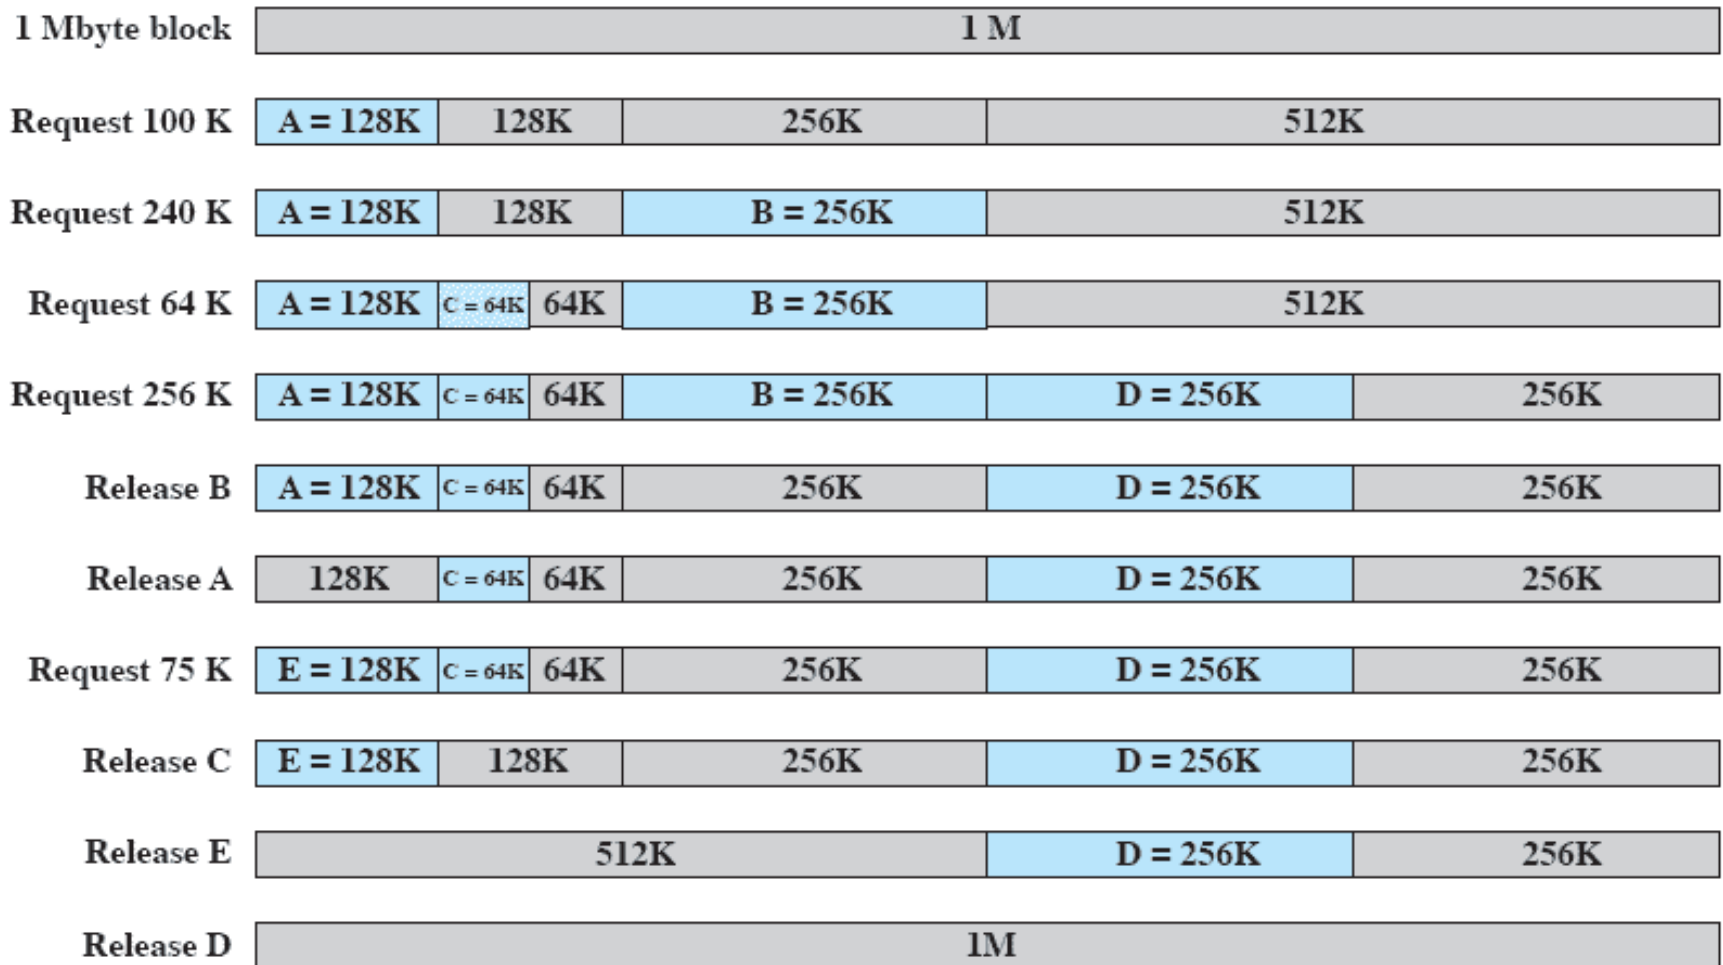 1 Mbyte block 1 M
Request 100 K A = 128K 128K 256K 512K
Request 240 K A = 128K 128K B = 256K 512K
Request 64 K A = 128K C = 64K 64K B = 256K 512K
Request 256 K A = 128K C = 64K 64K B = 256K D = 256K 256K
Release B A = 128K C = 64K 64K 256K D = 256K 256K
Release A 128K C = 64K 64K 256K D = 256K 256K
Request 75 K E = 128K C = 64K 64K 256K D = 256K 256K
Release C E = 128K 128K 256K D = 256K 256K
Release E 512K D = 256K 256K
Release D 1M